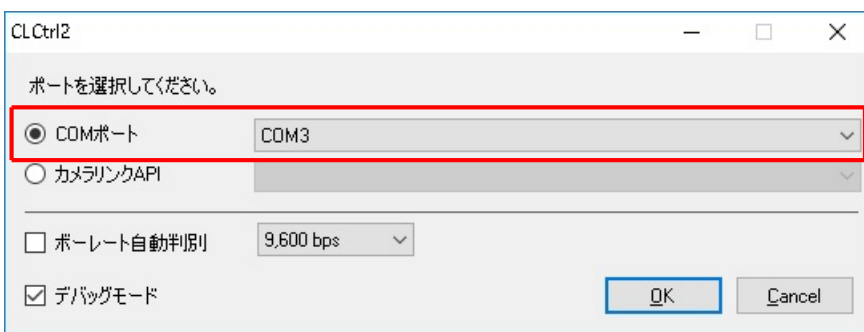 CLCtrl2
ポートを選択してください。
COMポート COM3
カメラリンクAPI
ボーレート自動判別 9,600 bps
デバッグモード OK Cancel